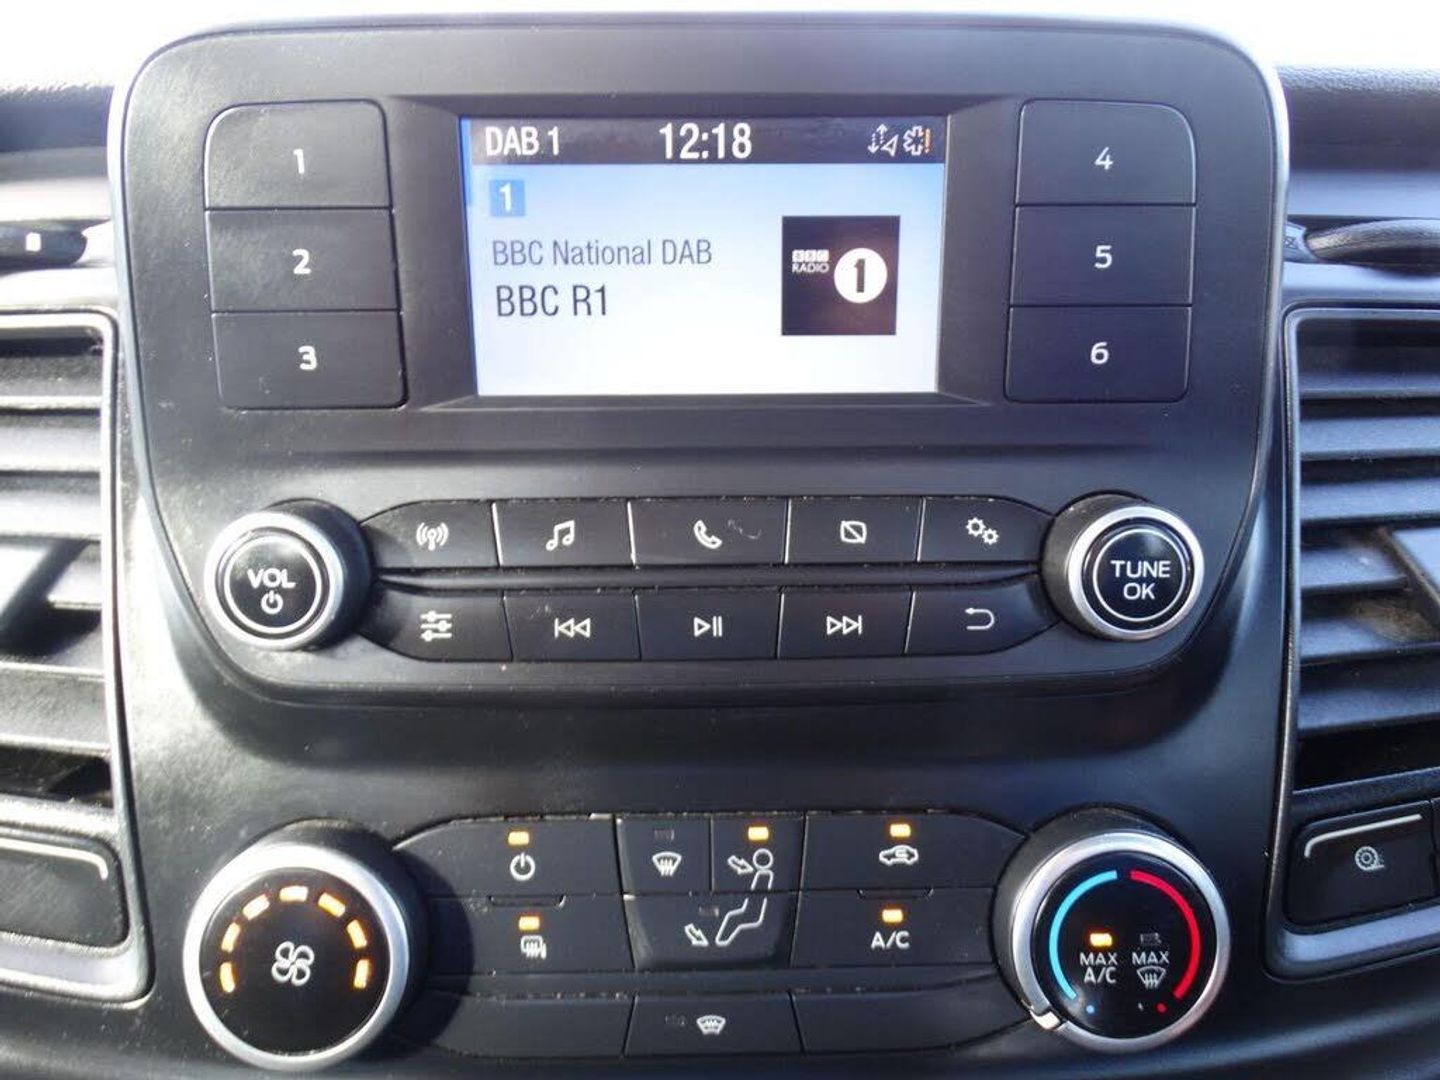 DAB 1 12:18
1
BBC National DAB
BBC R1
BBC
RADIO
1
1
2
3
4
5
6
VOL
TUNE
OK
A/C
MAX
A/C
MAX